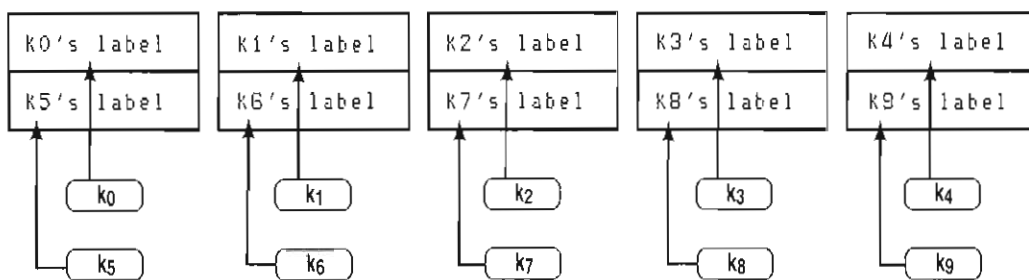 K0's label K1's label K2's label K3's label K4's label
K5's label K6's label K7's label K8's label K9's label
k0 k1 k2 k3 k4
k5 k6 k7 k8 k9